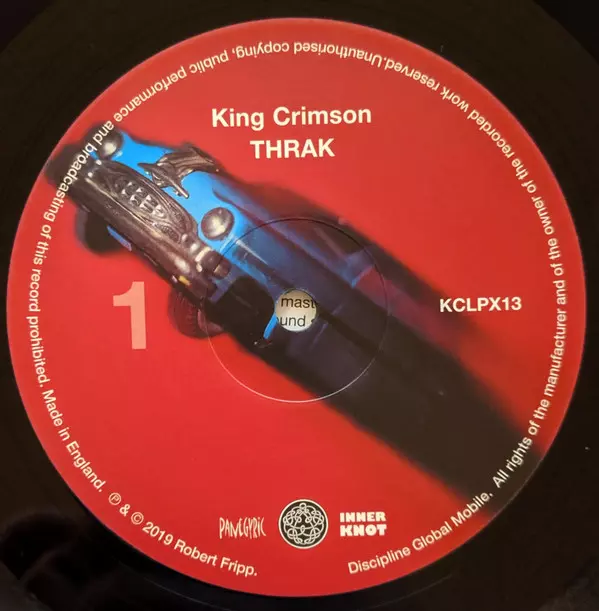 King Crimson
THRAK
1
mast
und
KCLPX13
PANEGYRIC
INNER
KNOT
All rights of the manufacturer and of the owner of the recorded work reserved.Unauthorised copying, public performance and broadcasting of this record prohibited. Made in England.
℗ & © 2019 Robert Fripp.
Discipline Global Mobile.